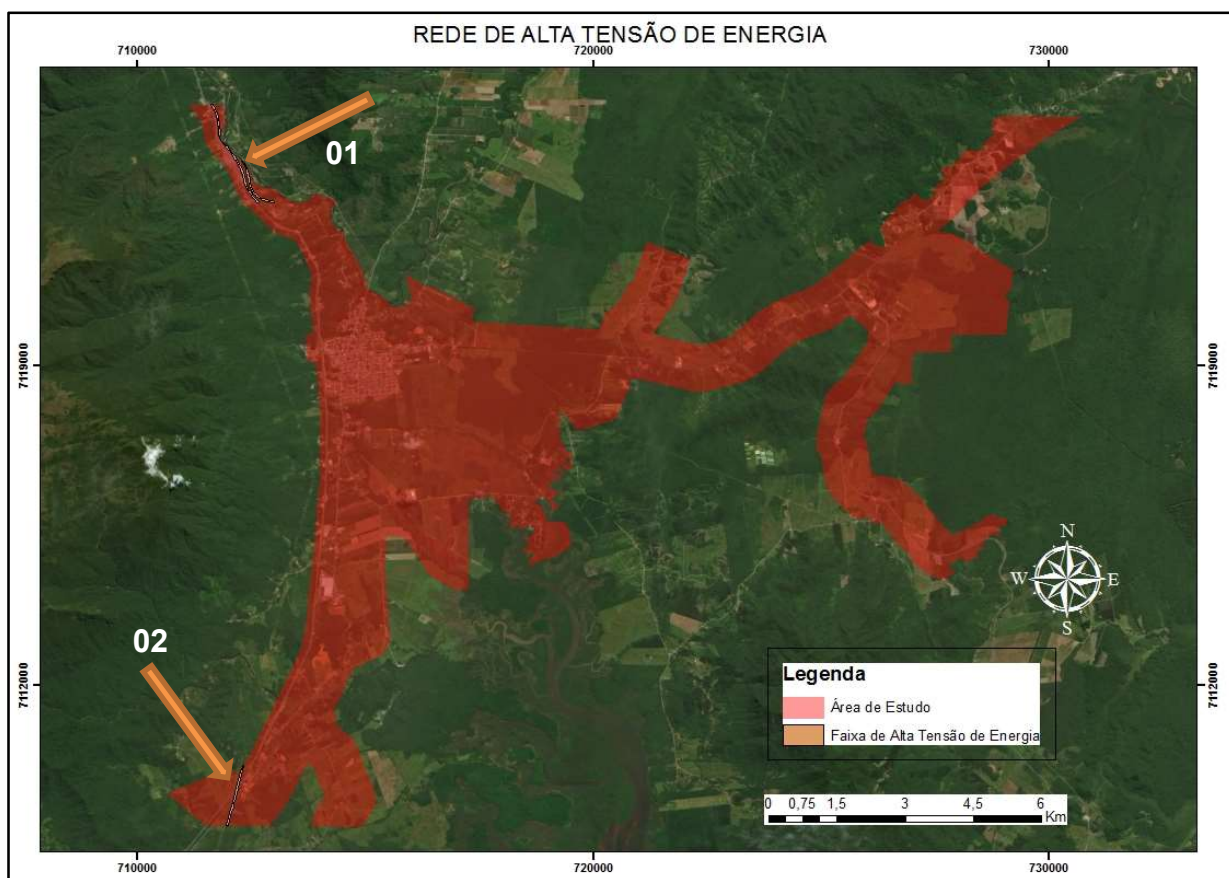 REDE DE ALTA TENSÃO DE ENERGIA
710000 720000 730000
01
7119000 7119000
N
W E
S
02
7112000 7112000
Legenda
Área de Estudo
Faixa de Alta Tensão de Energia
0 0,75 1,5 3 4,5 6
Km
710000 720000 730000